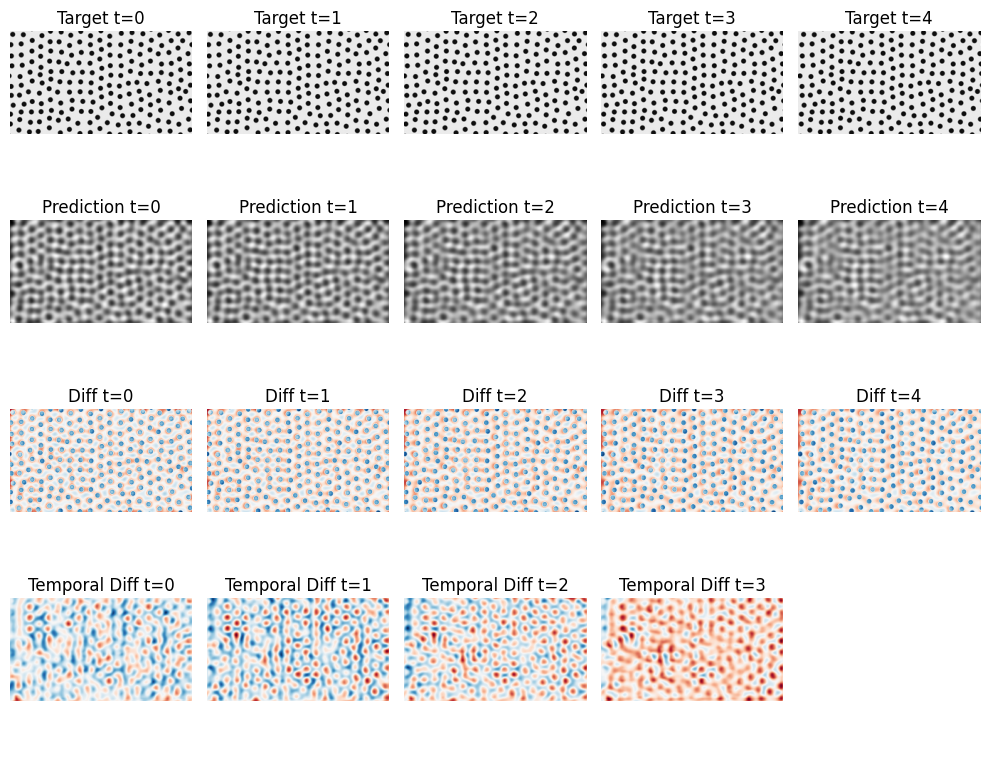 Target t=0 Target t=1 Target t=2 Target t=3 Target t=4
Prediction t=0 Prediction t=1 Prediction t=2 Prediction t=3 Prediction t=4
Diff t=0 Diff t=1 Diff t=2 Diff t=3 Diff t=4
Temporal Diff t=0 Temporal Diff t=1 Temporal Diff t=2 Temporal Diff t=3